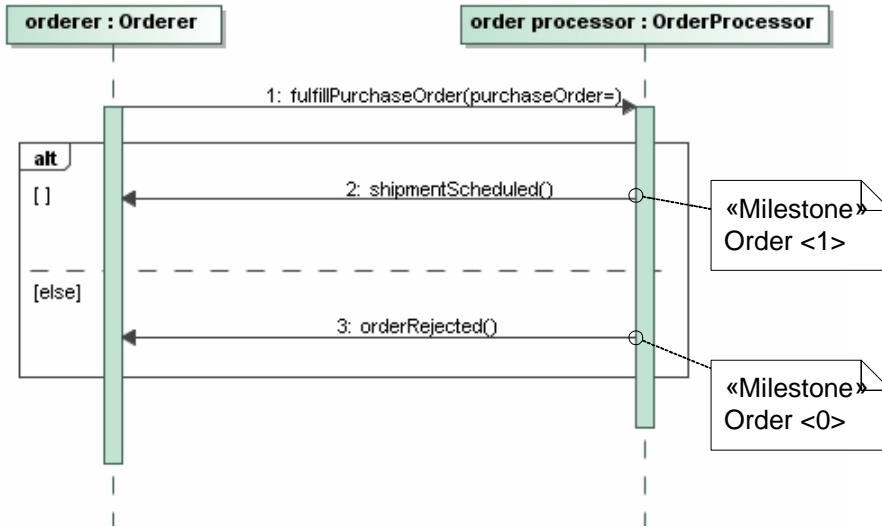 orderer : Orderer
order processor : OrderProcessor
1: fulfillPurchaseOrder(purchaseOrder=)
alt
[ ]
2: shipmentScheduled()
«Milestone»
Order <1>
[else]
3: orderRejected()
«Milestone»
Order <0>